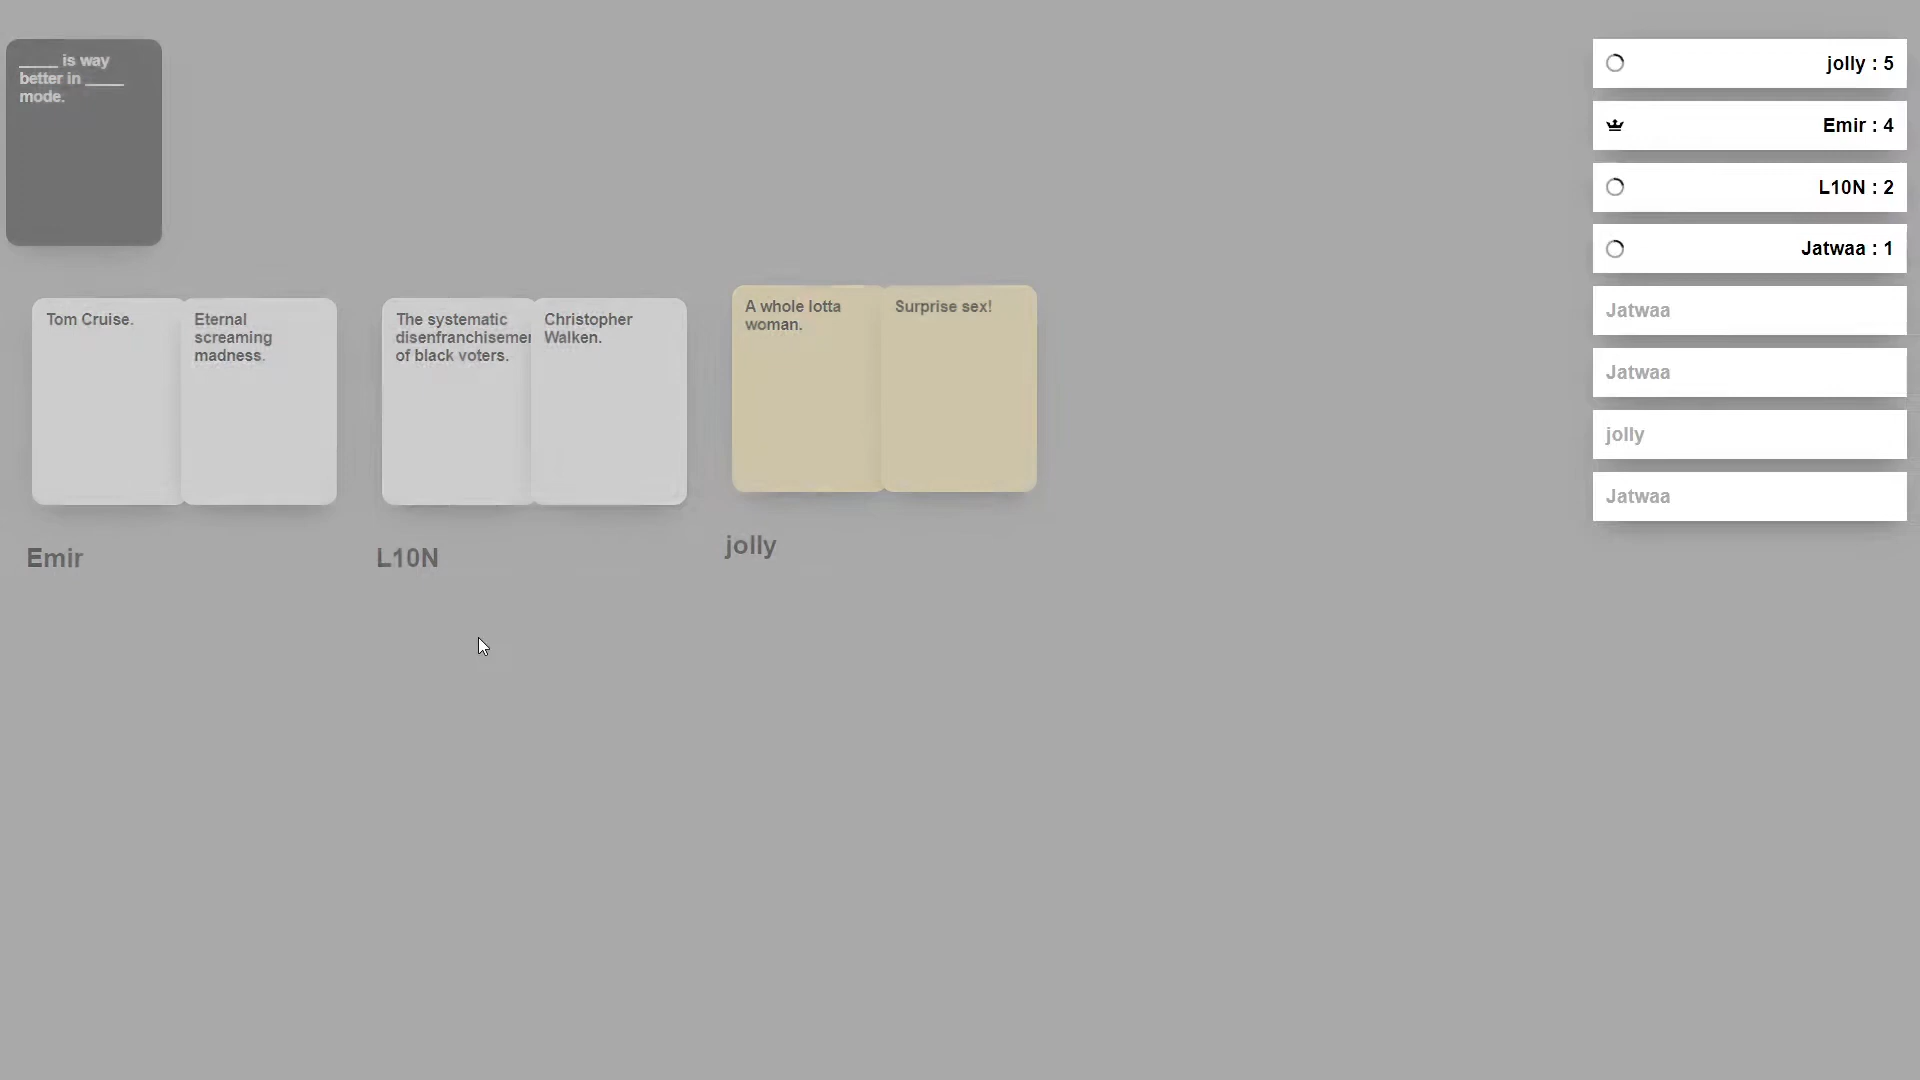 _____ is way
better in _____
mode.
Tom Cruise.
Eternal
screaming
madness.
Emir
The systematic
disenfranchisemen
of black voters.
Christopher
Walken.
L10N
A whole lotta
woman.
Surprise sex!
jolly
jolly : 5
Emir : 4
L10N : 2
Jatwaa : 1
Jatwaa
Jatwaa
jolly
Jatwaa